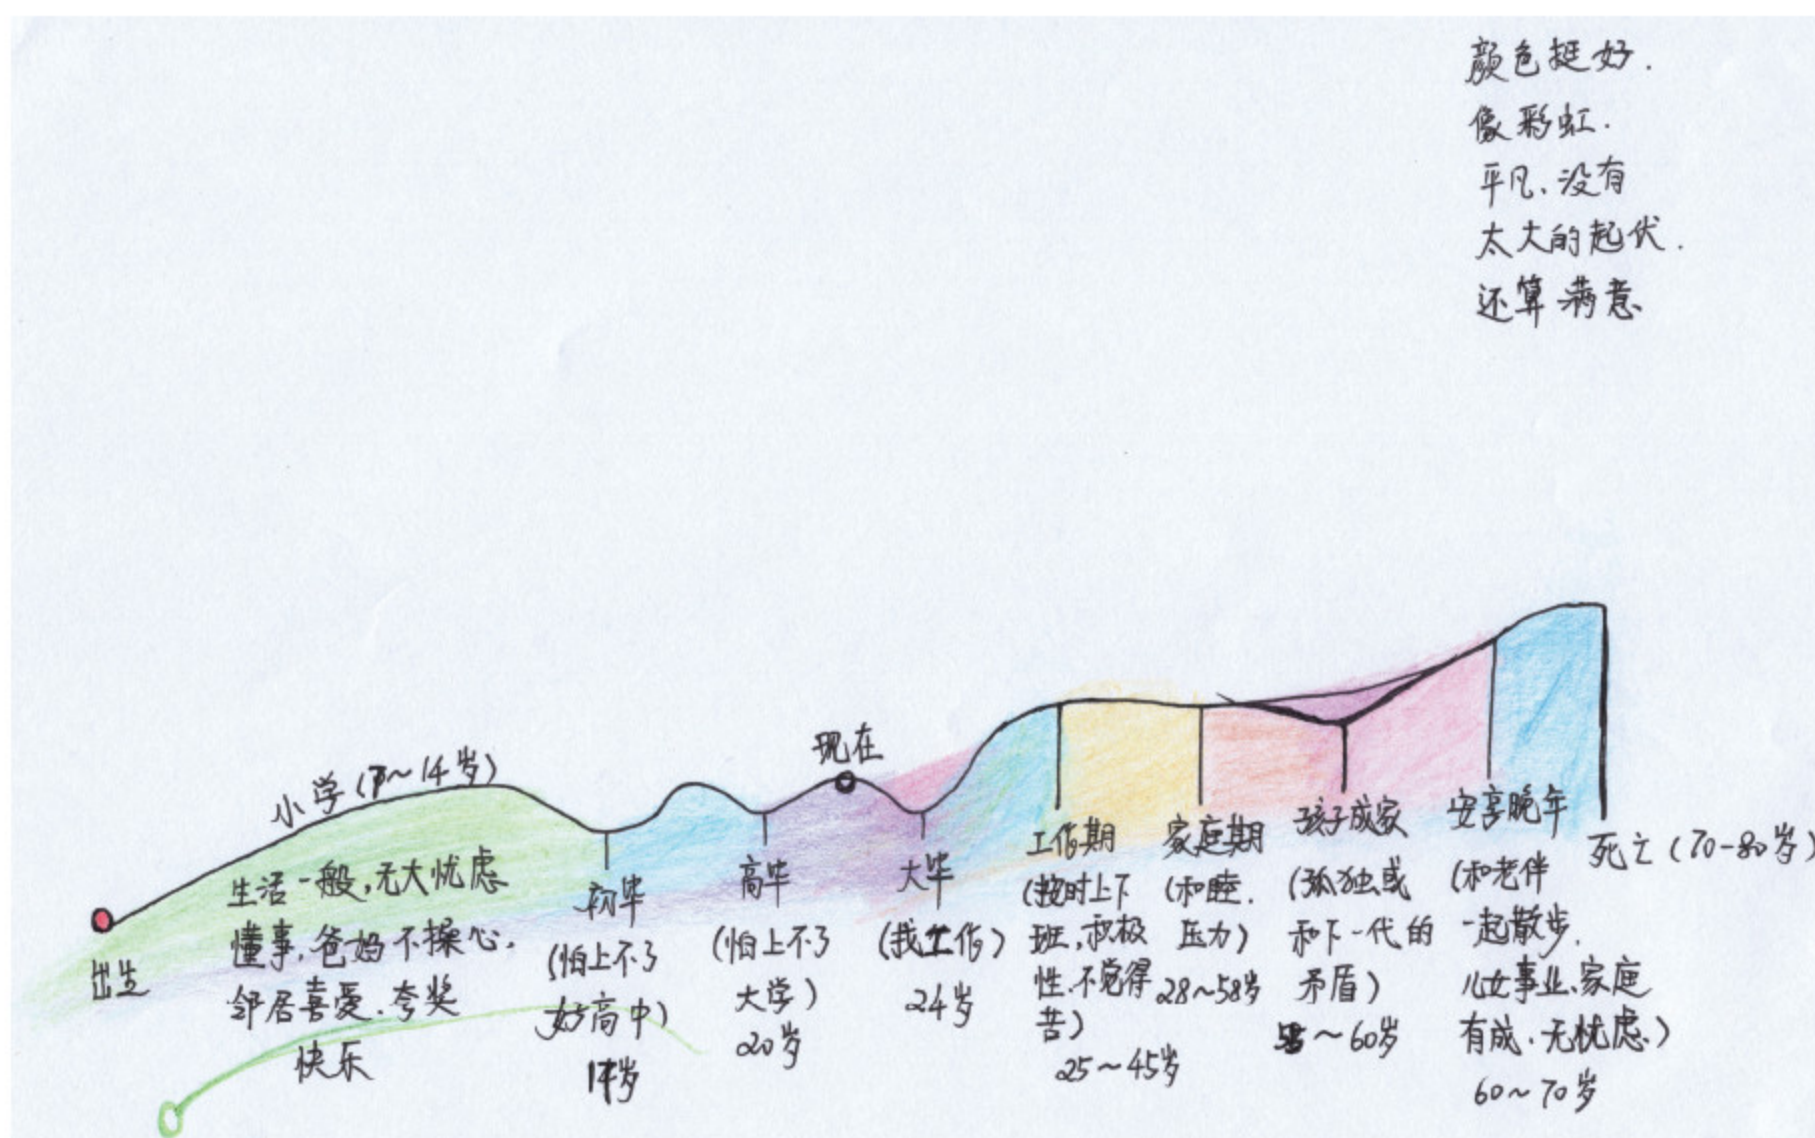 颜色挺好.
像彩虹.
平凡、没有
太大的起伏.
还算满意、
现在
小学(7~14岁)
出生
生活一般,无大忧虑
懂事,爸妈不操心,
邻居喜爱、夸奖
快乐
初毕
(怕上不了
好高中)
17岁
高毕
(怕上不了
大学)
20岁
大毕
(找工作)
24岁
工作期
(按时上下
班,积极
性、不觉得
苦)
25~45岁
家庭期
(和睦.
压力)
28~58岁
孩子成家
(孤独或
和下一代的
矛盾)
~60岁
安享晚年
(和老伴
一起散步,
儿女事业、家庭
有成、无忧虑、)
60~70岁
死亡(70-80岁)